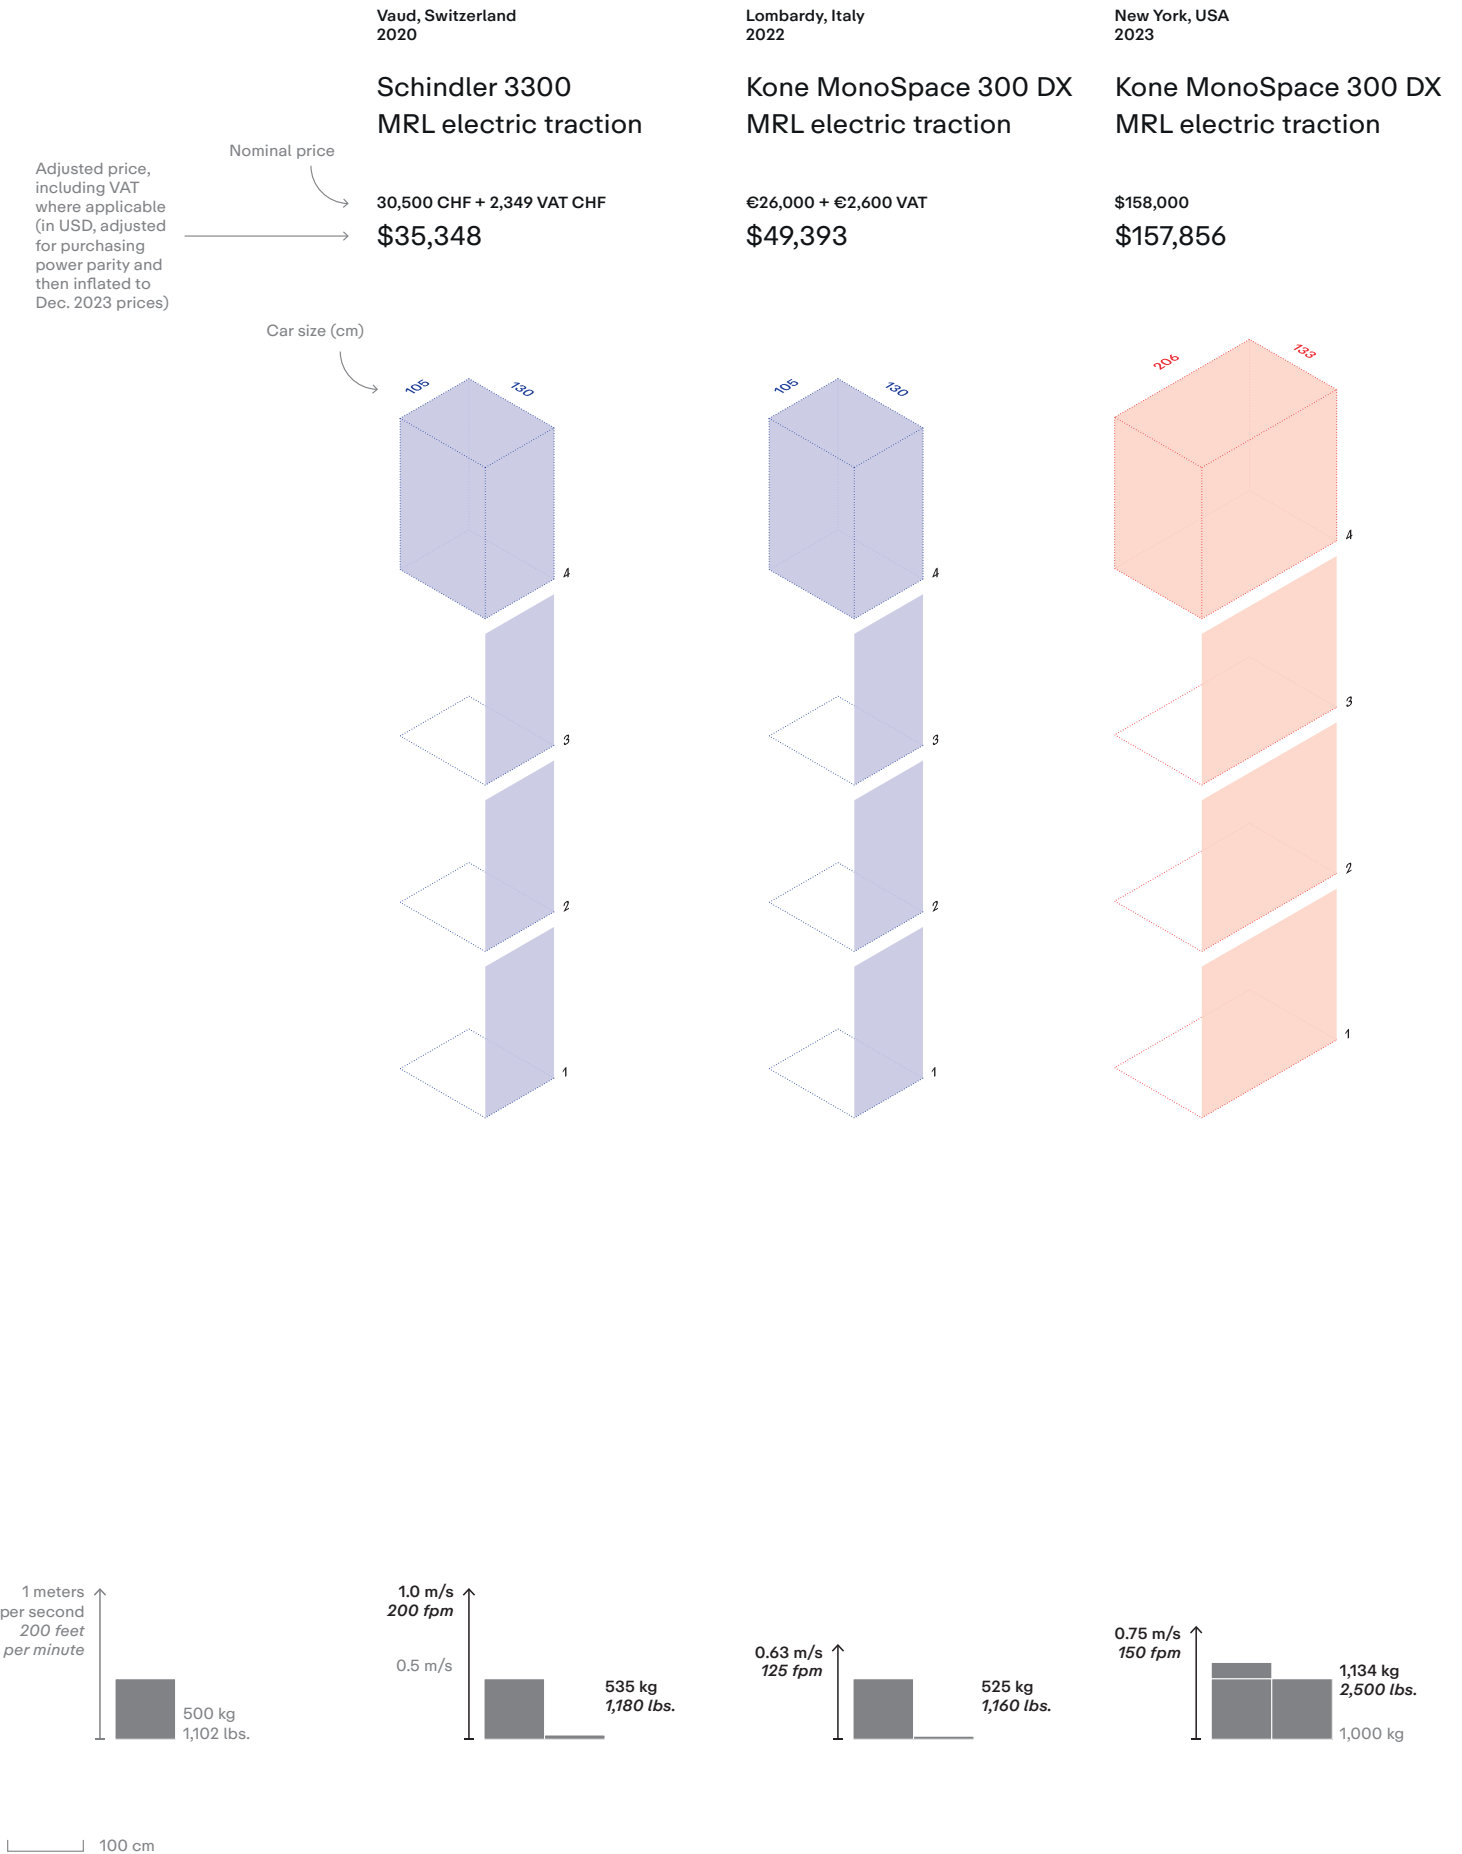 Vaud, Switzerland
2020
Schindler 3300
MRL electric traction
30,500 CHF + 2,349 VAT CHF
$35,348
Lombardy, Italy
2022
Kone MonoSpace 300 DX
MRL electric traction
€26,000 + €2,600 VAT
$49,393
New York, USA
2023
Kone MonoSpace 300 DX
MRL electric traction
$158,000
$157,856
Nominal price
Adjusted price,
including VAT
where applicable
(in USD, adjusted
for purchasing
power parity and
then inflated to
Dec. 2023 prices)
Car size (cm)
105
130
4
3
2
1
105
130
4
3
2
1
206
133
4
3
2
1
1 meters
per second
200 feet
per minute
500 kg
1,102 lbs.
1.0 m/s
200 fpm
0.5 m/s
535 kg
1,180 lbs.
0.63 m/s
125 fpm
525 kg
1,160 lbs.
0.75 m/s
150 fpm
1,134 kg
2,500 lbs.
1,000 kg
100 cm